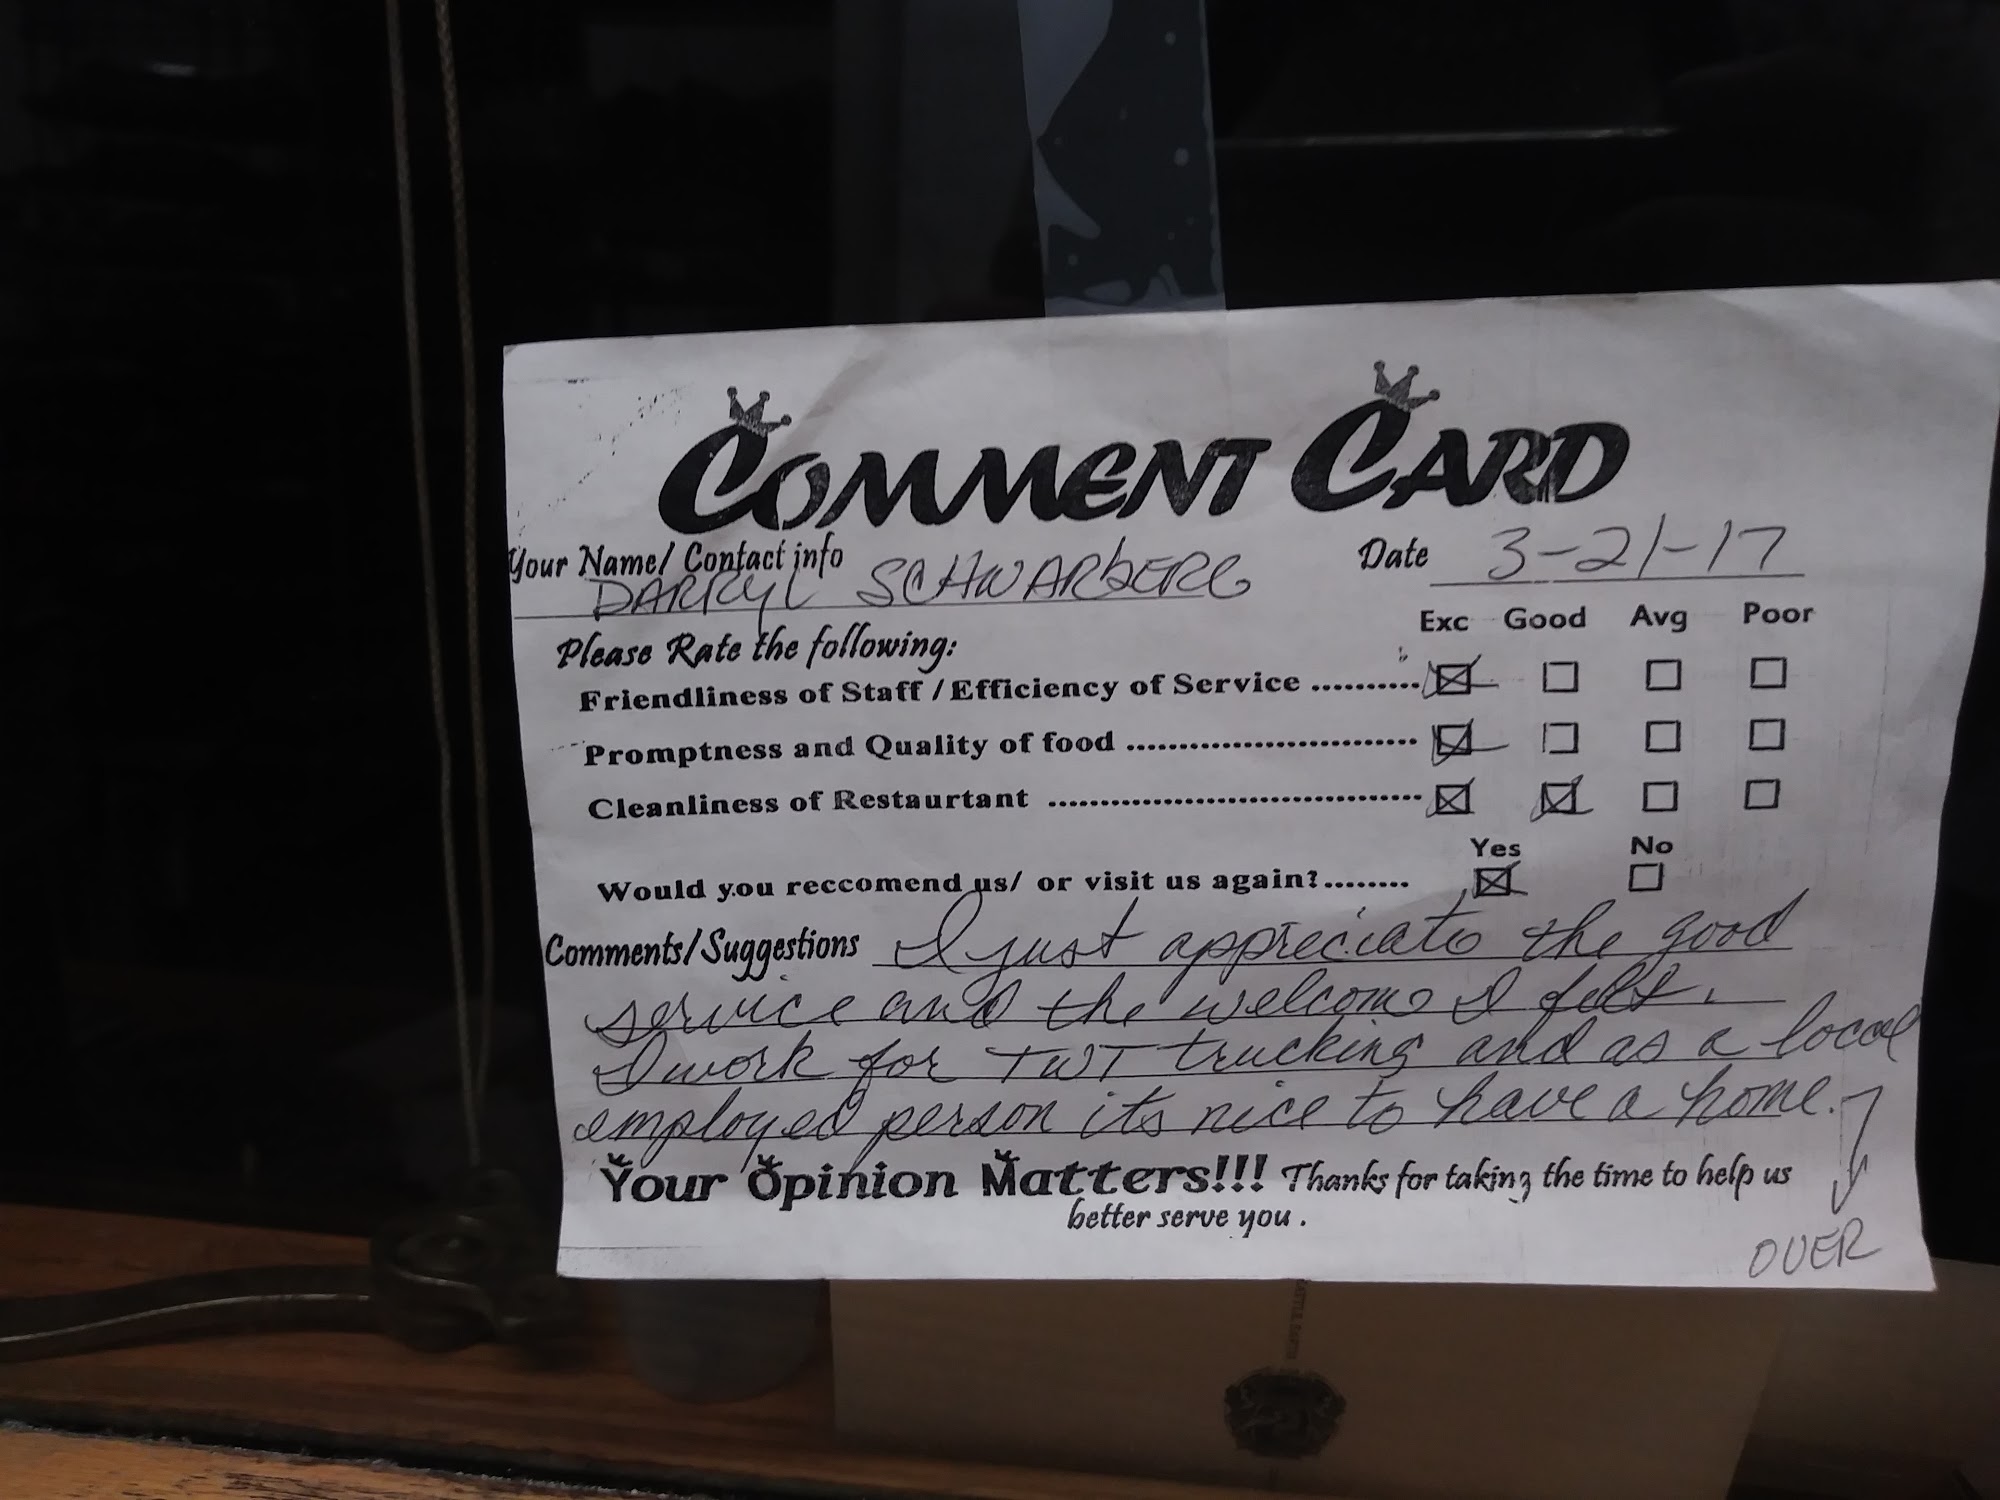 COMMENT CARD
Your Name/ Contact info DARRYL SCHWARBERG
Date 3-21-17
Exc Good Avg Poor
Please Rate the following:
Friendliness of Staff / Efficiency of Service ..........
Promptness and Quality of food ............................
Cleanliness of Restaurtant ....................................
Yes No
Would you reccomend us/ or visit us again?........
Comments/Suggestions I just appreciate the good
service and the welcome I felt.
I work for TWT trucking and as a local
employed person its nice to have a home.
Your Opinion Matters!!! Thanks for taking the time to help us
better serve you .
OVER